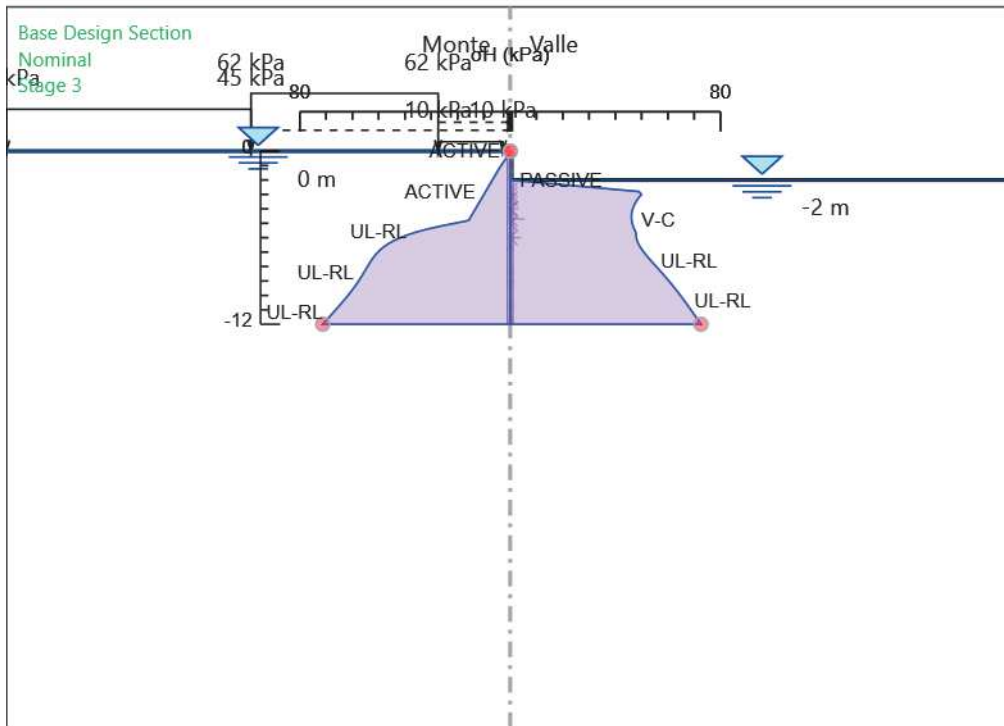 Base Design Section
Nominal
Stage 3
kPa
62 kPa
45 kPa
62 kPa
Monte
Valle
σH (kPa)
80
80
10 kPa
10 kPa
0
0 m
ACTIVE
ACTIVE
PASSIVE
-2 m
UL-RL
V-C
UL-RL
UL-RL
UL-RL
UL-RL
-12